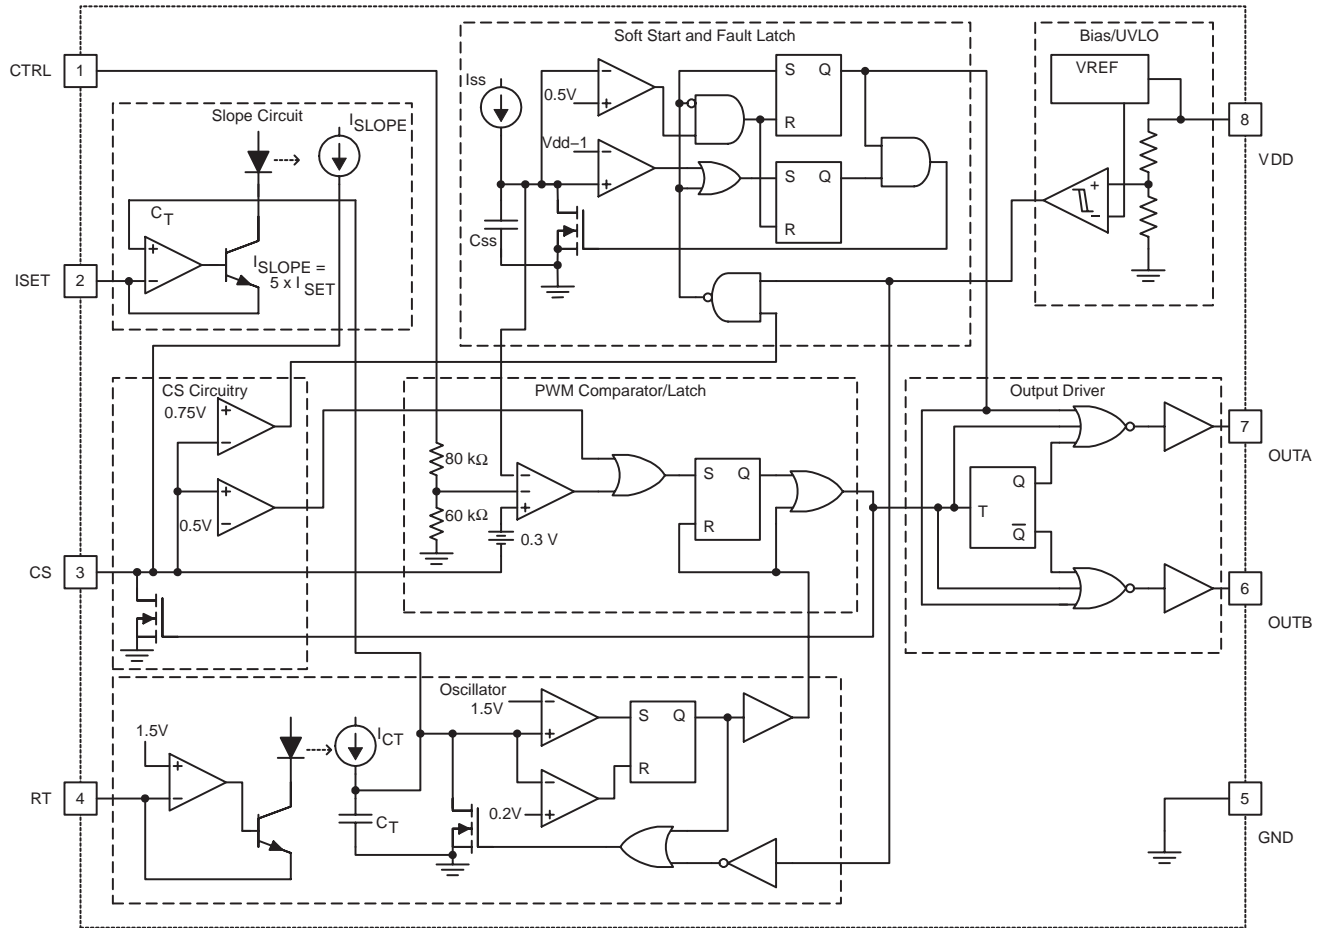 Soft Start and Fault Latch
Bias/UVLO
CTRL
1
Iss
S Q
R
0.5V
VREF
8
VDD
Slope Circuit
ISLOPE
Vdd–1
S Q
R
+
−
CT
ISLOPE =
5 x ISET
Css
ISET
2
CS Circuitry
0.75V
PWM Comparator/Latch
Output Driver
7
OUTA
80 kΩ
60 kΩ
0.5V
0.3 V
S Q
R
T
Q
Q
CS
3
6
OUTB
Oscillator
1.5V
S Q
R
1.5V
ICT
0.2V
CT
RT
4
5
GND